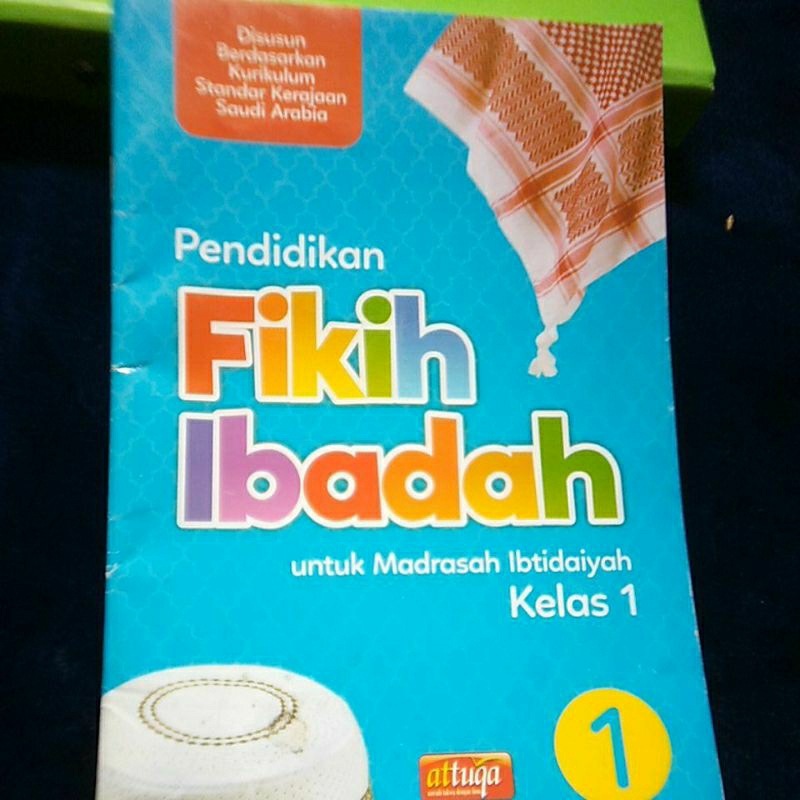 Disusun
Berdasarkan
Kurikulum
Standar Kerajaan
Saudi Arabia
Pendidikan
Fikih
Ibadah
untuk Madrasah Ibtidaiyah
Kelas 1
1
attuqa